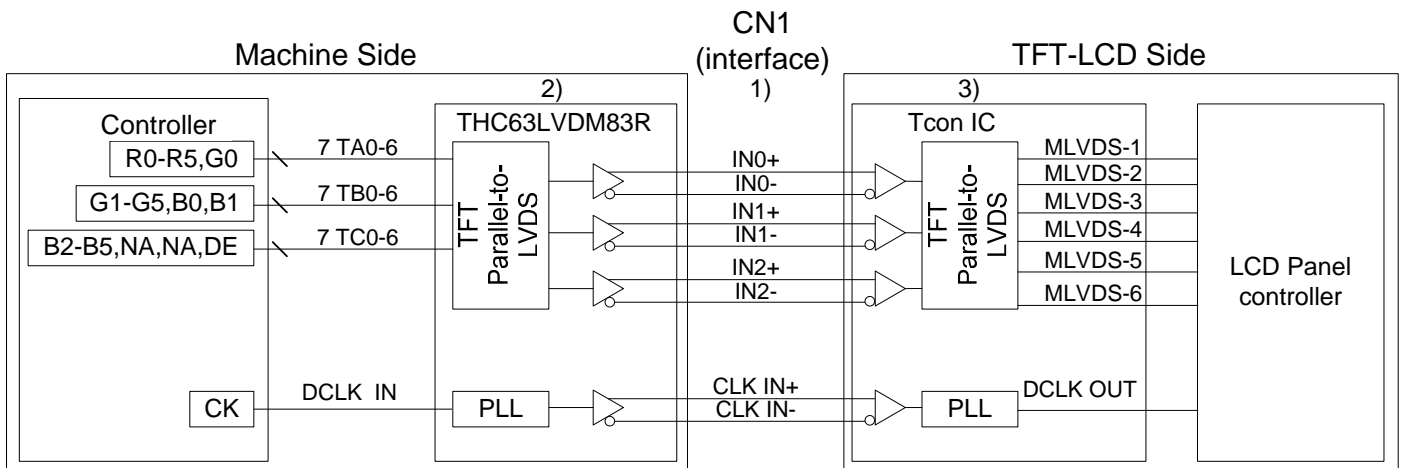 CN1
(interface)
1)
Machine Side
TFT-LCD Side
2)
3)
Controller
R0-R5,G0
G1-G5,B0,B1
B2-B5,NA,NA,DE
CK
7 TA0-6
7 TB0-6
7 TC0-6
DCLK IN
THC63LVDM83R
TFT
Parallel-to-
LVDS
PLL
IN0+
IN0-
IN1+
IN1-
IN2+
IN2-
CLK IN+
CLK IN-
Tcon IC
TFT
Parallel-to-
LVDS
PLL
MLVDS-1
MLVDS-2
MLVDS-3
MLVDS-4
MLVDS-5
MLVDS-6
DCLK OUT
LCD Panel
controller